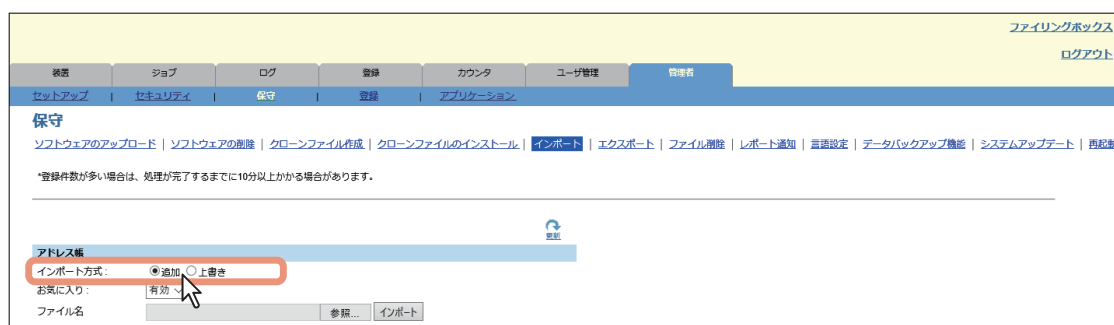 ファイリングボックス
ログアウト
装置 ジョブ ログ 登録 カウンタ ユーザ管理 管理者
セットアップ | セキュリティ | 保守 | 登録 | アプリケーション
保守
ソフトウェアのアップロード | ソフトウェアの削除 | クローンファイル作成 | クローンファイルのインストール | インポート | エクスポート | ファイル削除 | レポート通知 | 言語設定 | データバックアップ機能 | システムアップデート | 再起動
*登録件数が多い場合は、処理が完了するまでに10分以上かかる場合があります。
更新
アドレス帳
インポート方式 : 追加 上書き
お気に入り : 有効
ファイル名 参照... インポート